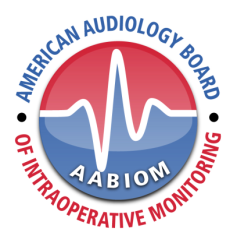 AMERICAN AUDIOLOGY BOARD
AABIOM
OF INTRAOPERATIVE MONITORING